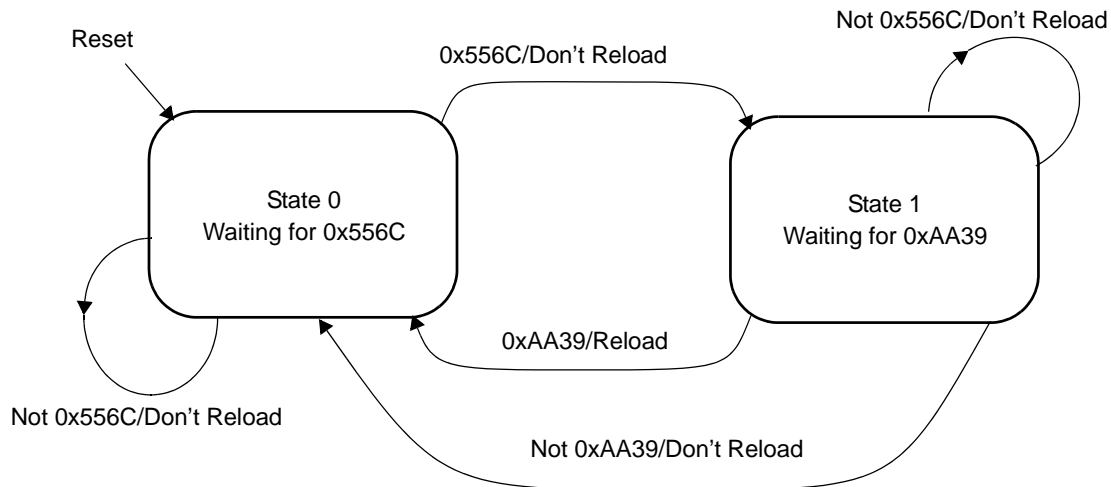 Reset
0x556C/Don’t Reload
Not 0x556C/Don’t Reload
State 0
Waiting for 0x556C
State 1
Waiting for 0xAA39
0xAA39/Reload
Not 0x556C/Don’t Reload
Not 0xAA39/Don’t Reload